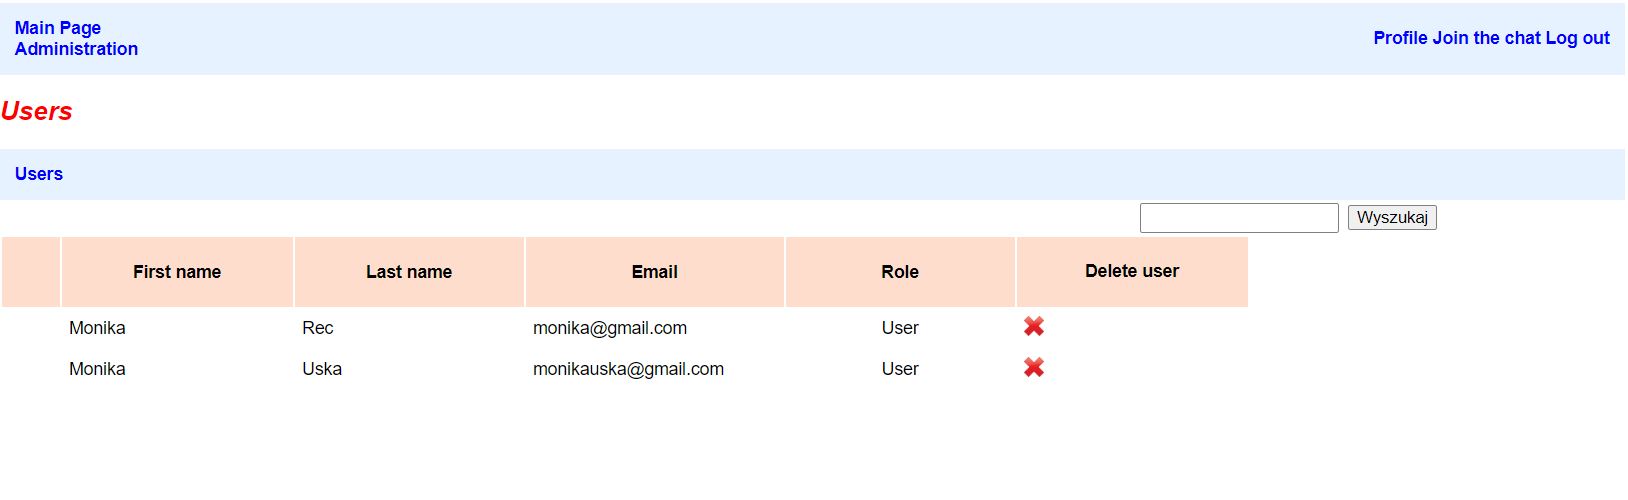 Main Page
Administration
Profile Join the chat Log out
Users
Users
Wyszukaj
First name Last name Email Role Delete user
Monika Rec monika@gmail.com User
Monika Uska monikauska@gmail.com User